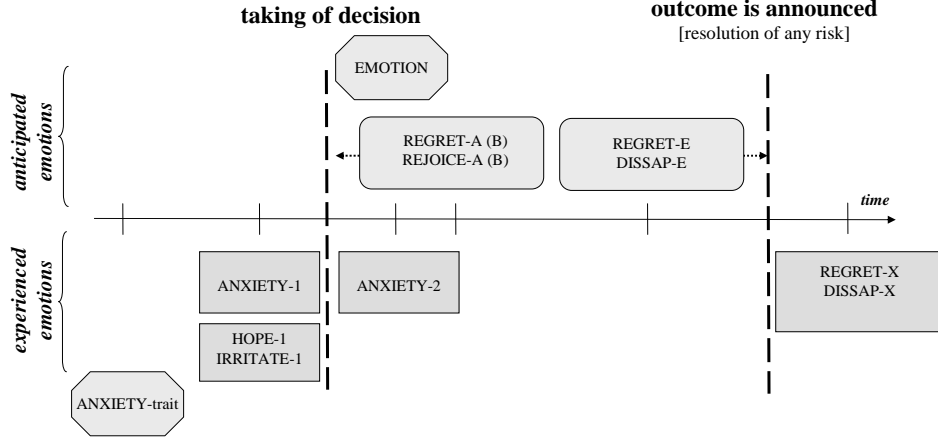 taking of decision
outcome is announced
[resolution of any risk]
EMOTION
anticipated
emotions
REGRET-A (B)
REJOICE-A (B)
REGRET-E
DISSAP-E
time
experienced
emotions
ANXIETY-1
ANXIETY-2
REGRET-X
DISSAP-X
HOPE-1
IRRITATE-1
ANXIETY-trait